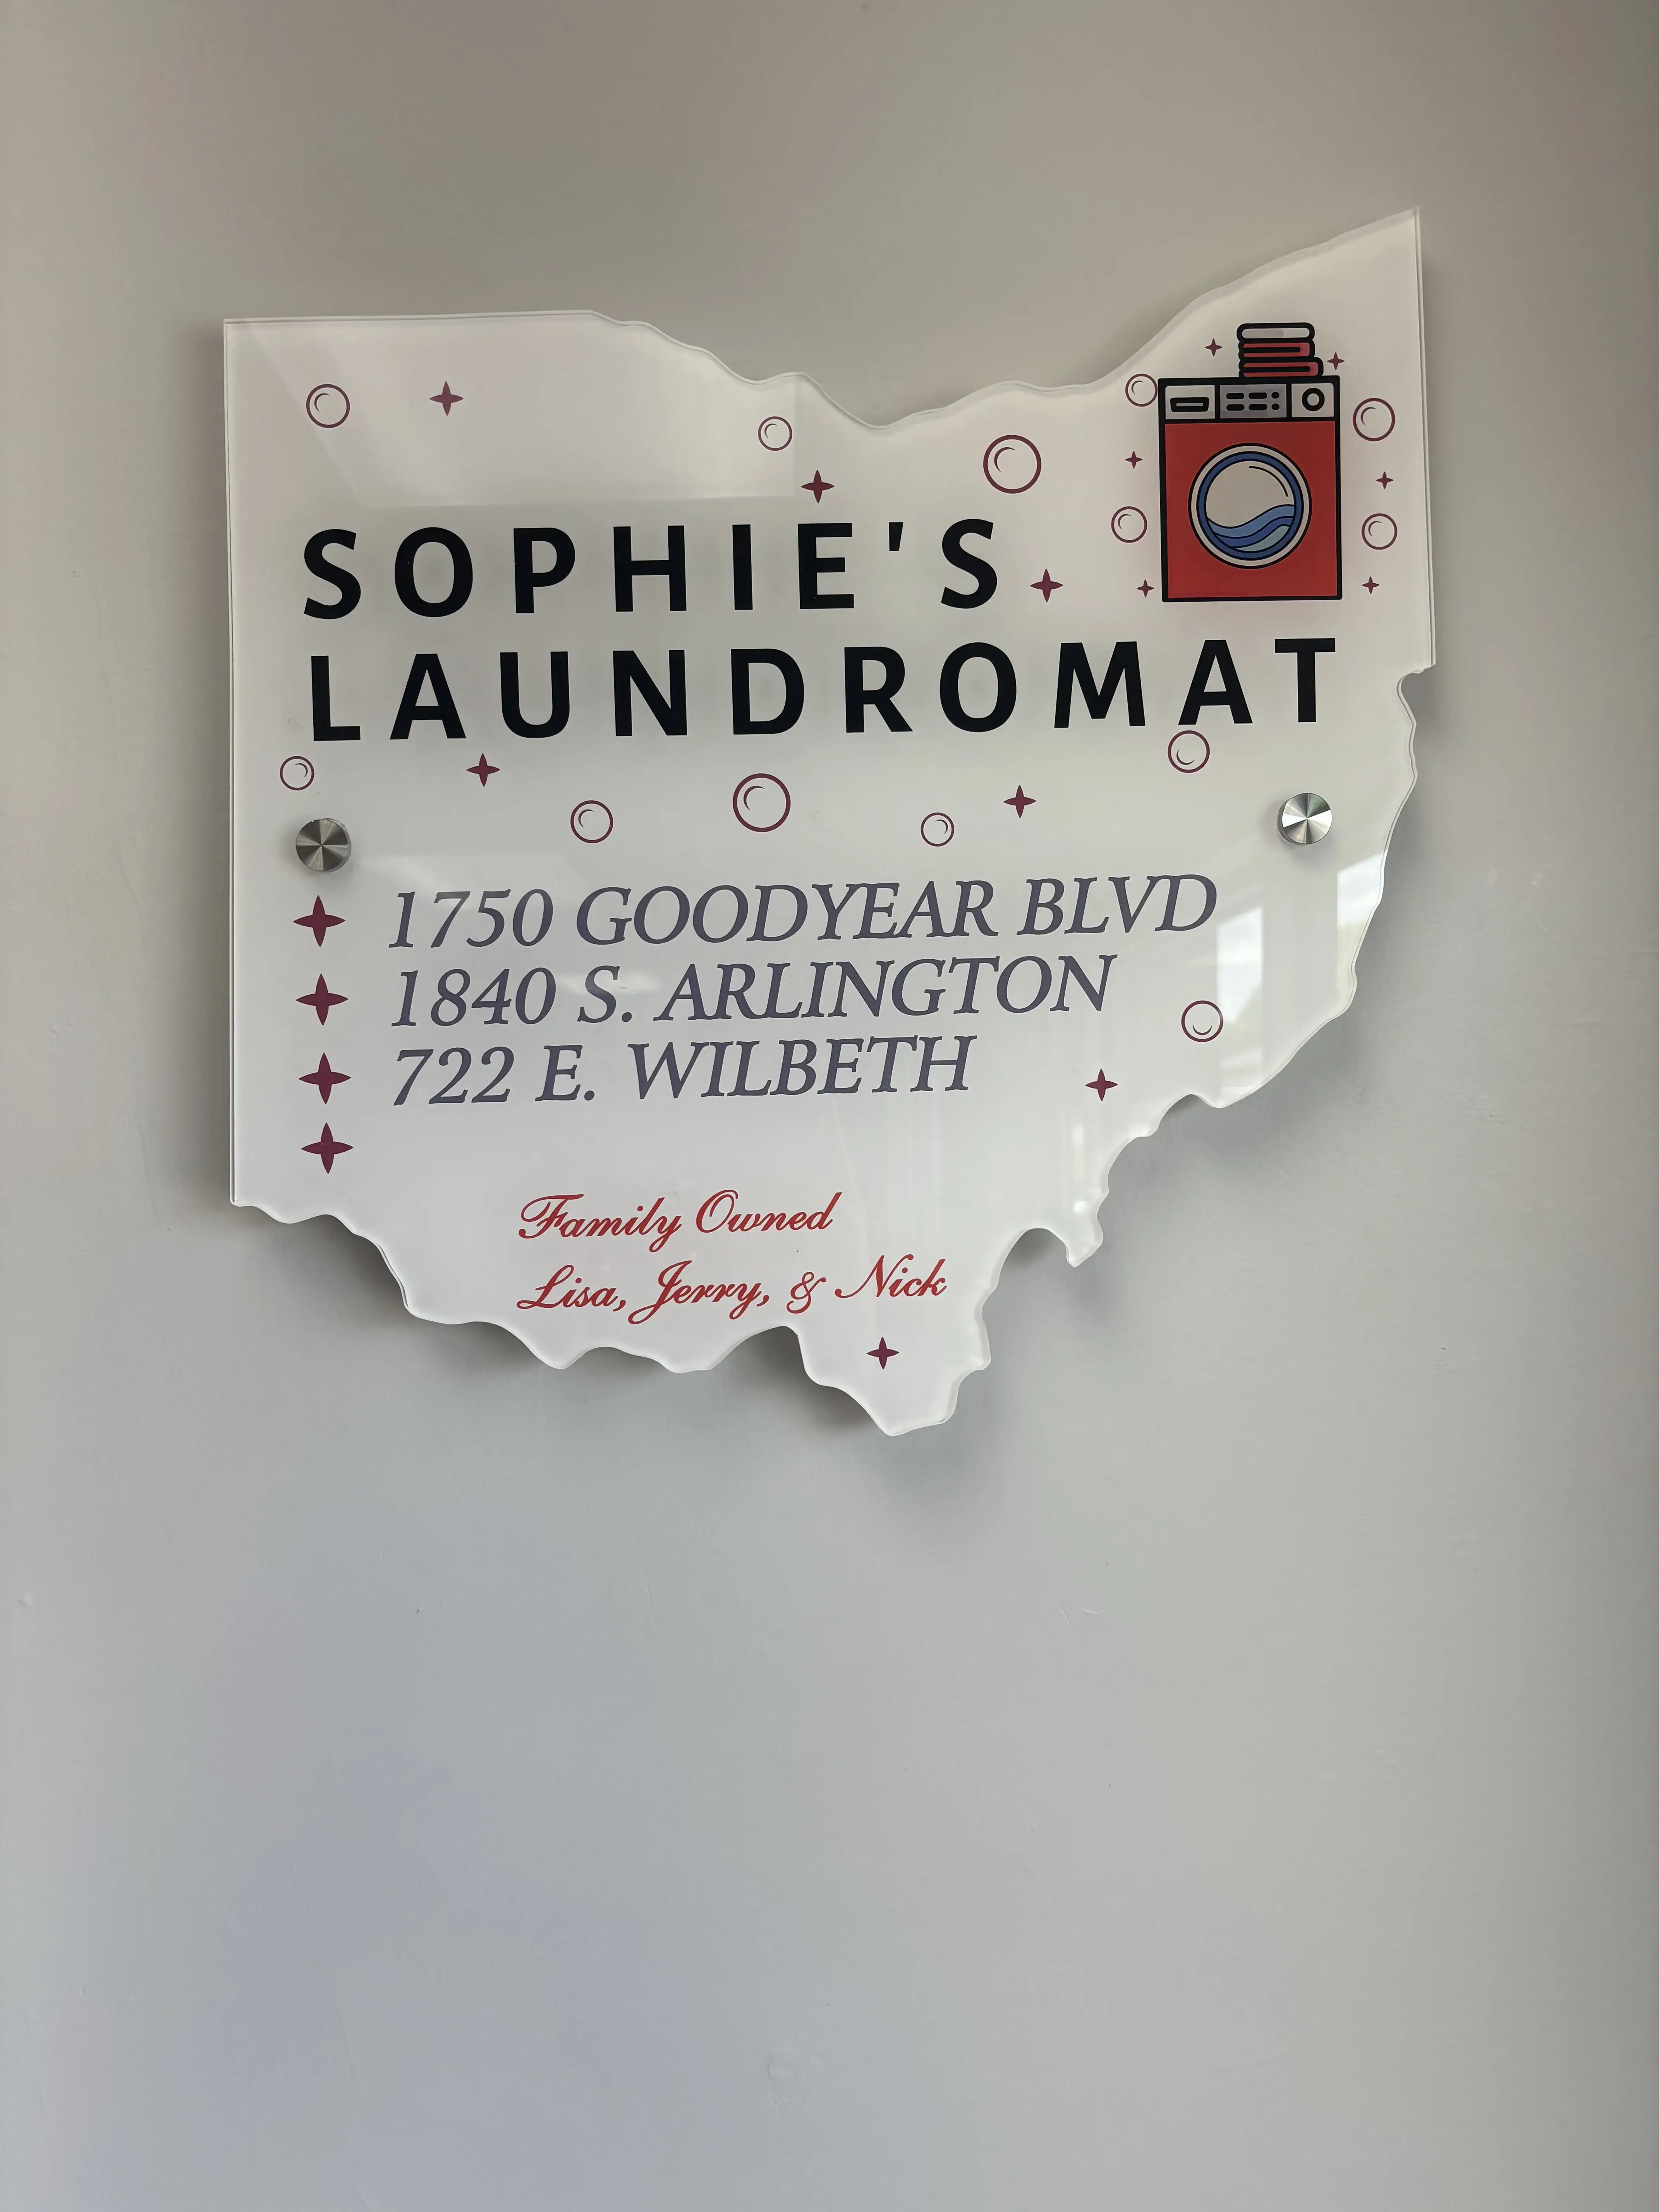 SOPHIE'S
LAUNDROMAT
1750 GOODYEAR BLVD
1840 S. ARLINGTON
722 E. WILBETH
Family Owned
Lisa, Jerry, & Nick